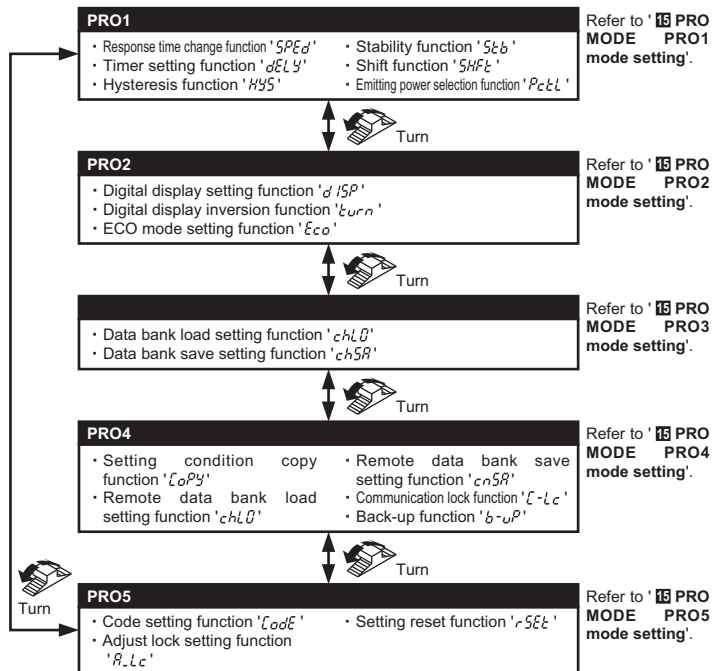 PRO1
・Response time change function 'SPEd'
・Timer setting function 'dELY'
・Hysteresis function 'HYS'
・Stability function 'Stb'
・Shift function 'SHFt'
・Emitting power selection function 'PctL'
Refer to ' 15 PRO
MODE PRO1
mode setting'.
Turn
PRO2
・Digital display setting function 'dISP'
・Digital display inversion function 'turn'
・ECO mode setting function 'Eco'
Refer to ' 15 PRO
MODE PRO2
mode setting'.
Turn
・Data bank load setting function 'chLO'
・Data bank save setting function 'chSA'
Refer to ' 15 PRO
MODE PRO3
mode setting'.
Turn
PRO4
・Setting condition copy
function 'CoPY'
・Remote data bank load
setting function 'chLO'
・Remote data bank save
setting function 'cnSA'
・Communication lock function 'C-Lc'
・Back-up function 'b-uP'
Refer to ' 15 PRO
MODE PRO4
mode setting'.
Turn
Turn
PRO5
・Code setting function 'CodE'
・Adjust lock setting function
'A_Lc'
・Setting reset function 'rSEt'
Refer to ' 15 PRO
MODE PRO5
mode setting'.